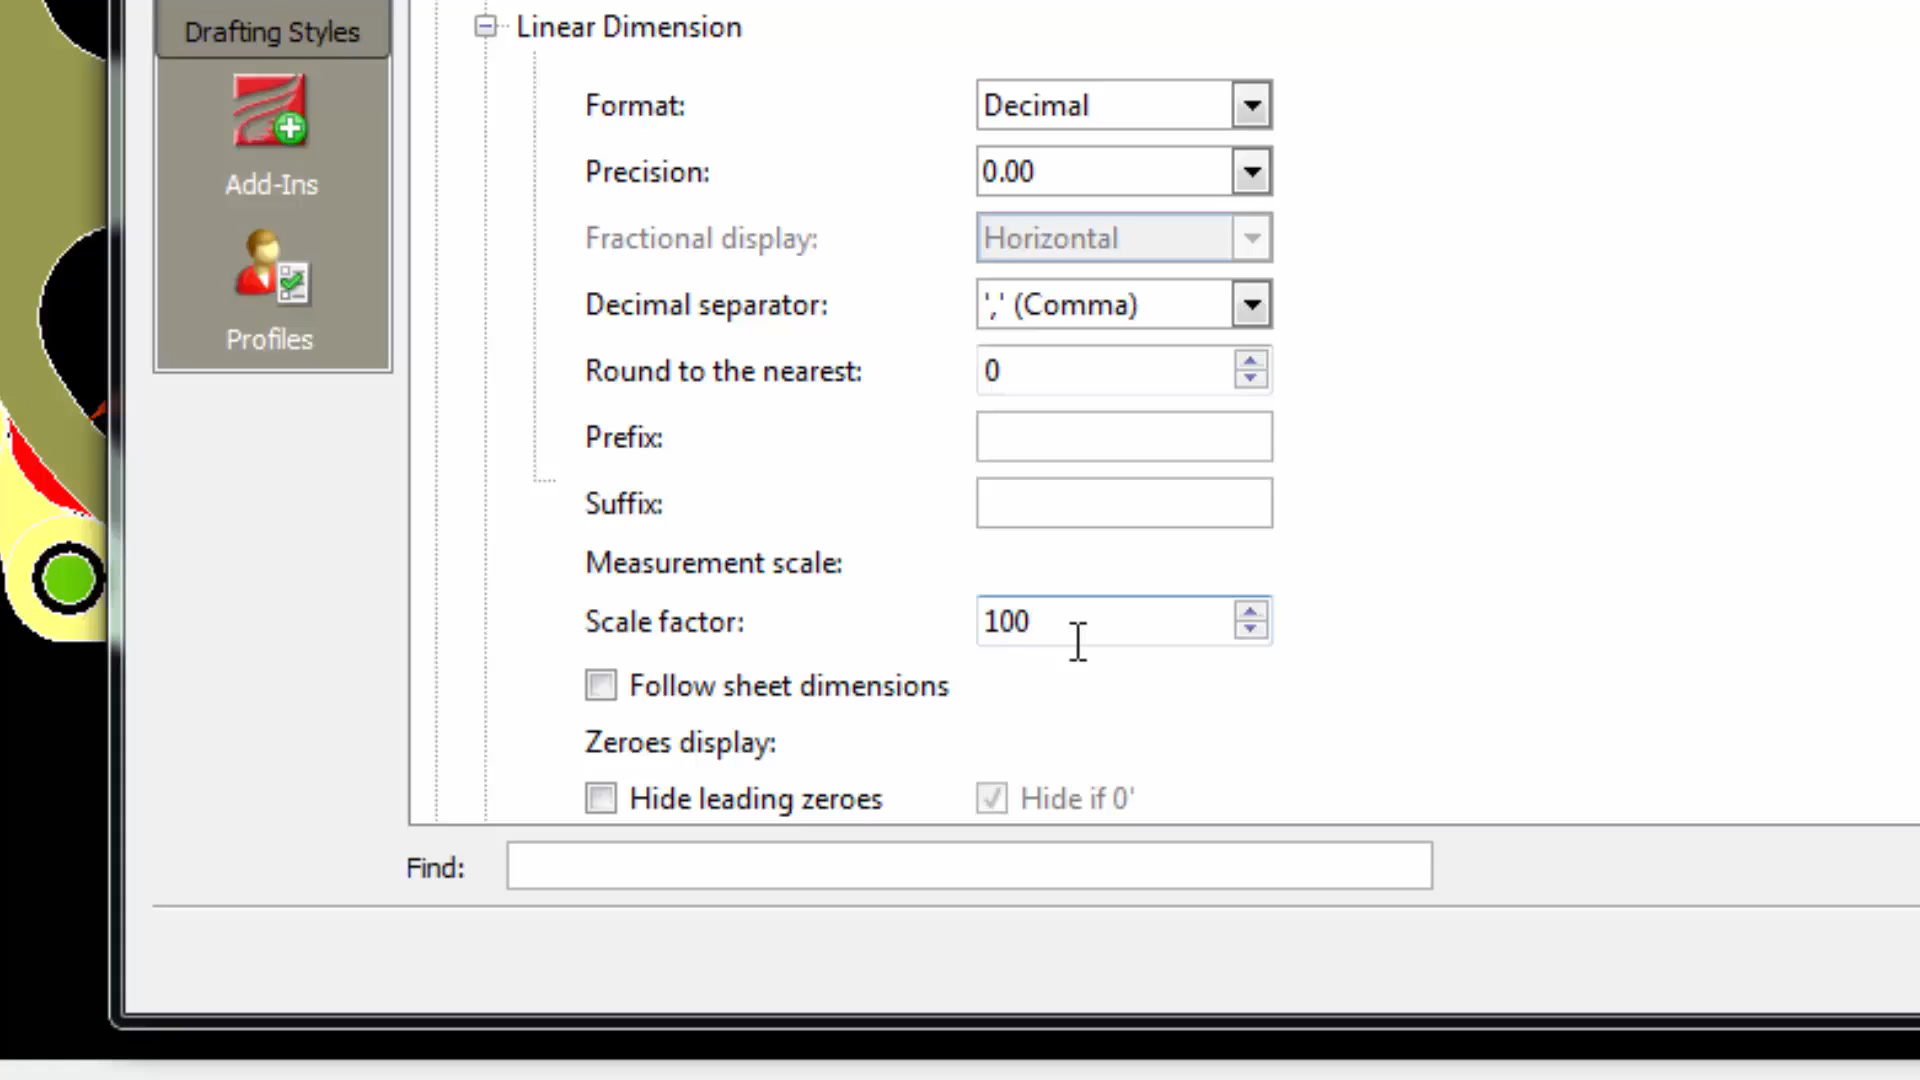 Drafting Styles
Add-Ins
Profiles
Linear Dimension
Format: Decimal
Precision: 0.00
Fractional display: Horizontal
Decimal separator: ',' (Comma)
Round to the nearest: 0
Prefix:
Suffix:
Measurement scale:
Scale factor: 100
Follow sheet dimensions
Zeroes display:
Hide leading zeroes Hide if 0'
Find: